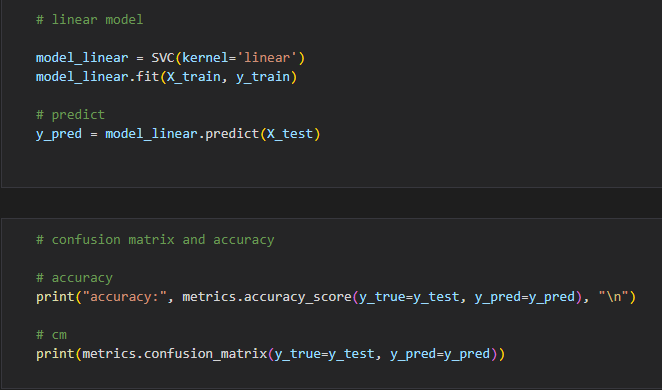 # linear model
model_linear = SVC(kernel='linear')
model_linear.fit(X_train, y_train)
# predict
y_pred = model_linear.predict(X_test)
# confusion matrix and accuracy
# accuracy
print("accuracy:", metrics.accuracy_score(y_true=y_test, y_pred=y_pred), "\n")
# cm
print(metrics.confusion_matrix(y_true=y_test, y_pred=y_pred))